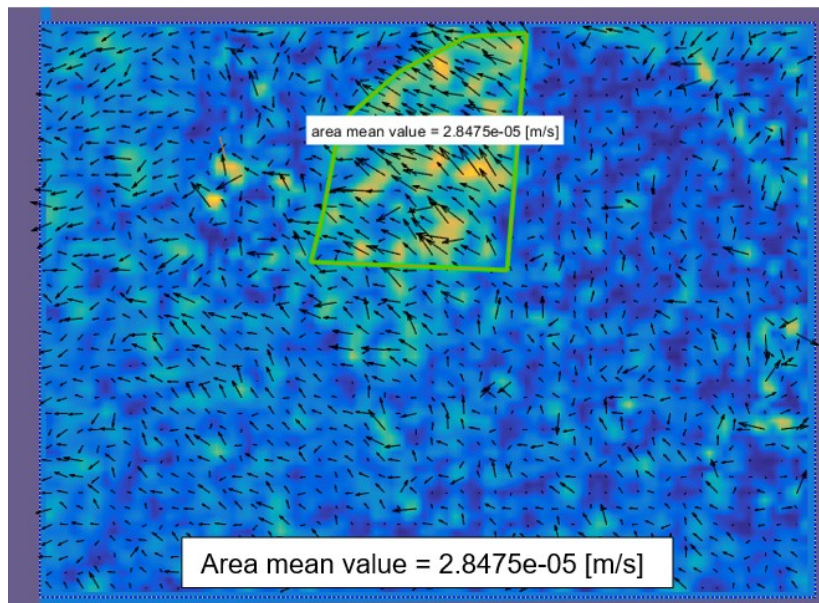 area mean value = 2.8475e-05 [m/s]
Area mean value = 2.8475e-05 [m/s]